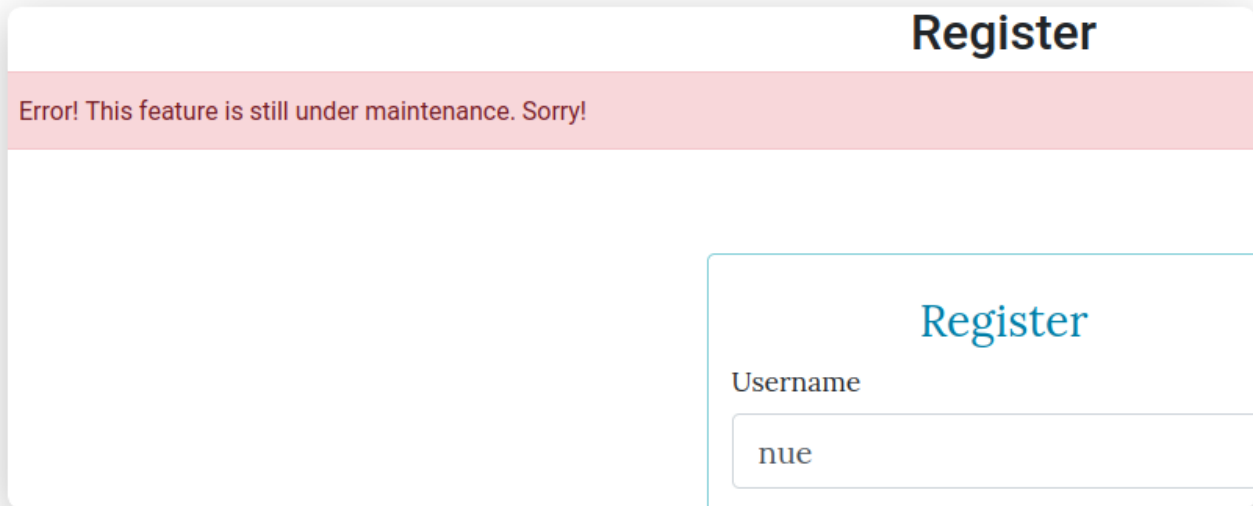 Register
Error! This feature is still under maintenance. Sorry!
Register
Username
nue